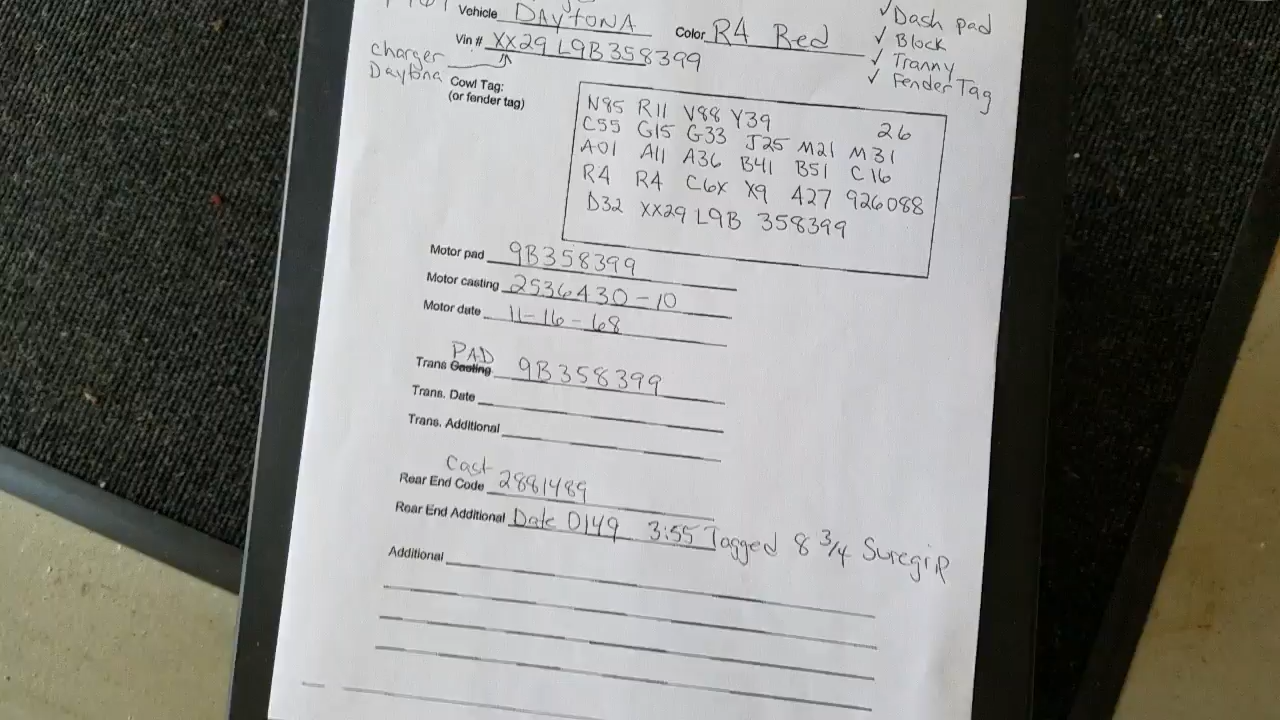 Vehicle DAYTONA Color R4 Red
✓ Dash pad
✓ Block
✓ Tranny
✓ Fender Tag
Vin # XX29 L9B358399
Charger
Daytona
Cowl Tag:
(or fender tag)
N85 R11 V88 Y39 26
C55 G15 G33 J25 M21 M31
A01 A11 A36 B41 B51 C16
R4 R4 C6X X9 427 926088
D32 XX29 L9B 358399
Motor pad 9B358399
Motor casting 2536430-10
Motor date 11-16-68
PAD
Trans Casting 9B358399
Trans. Date
Trans. Additional
Cast
Rear End Code 2881489
Rear End Additional Date 0149 3:55 Tagged 8 3/4 Suregrip
Additional